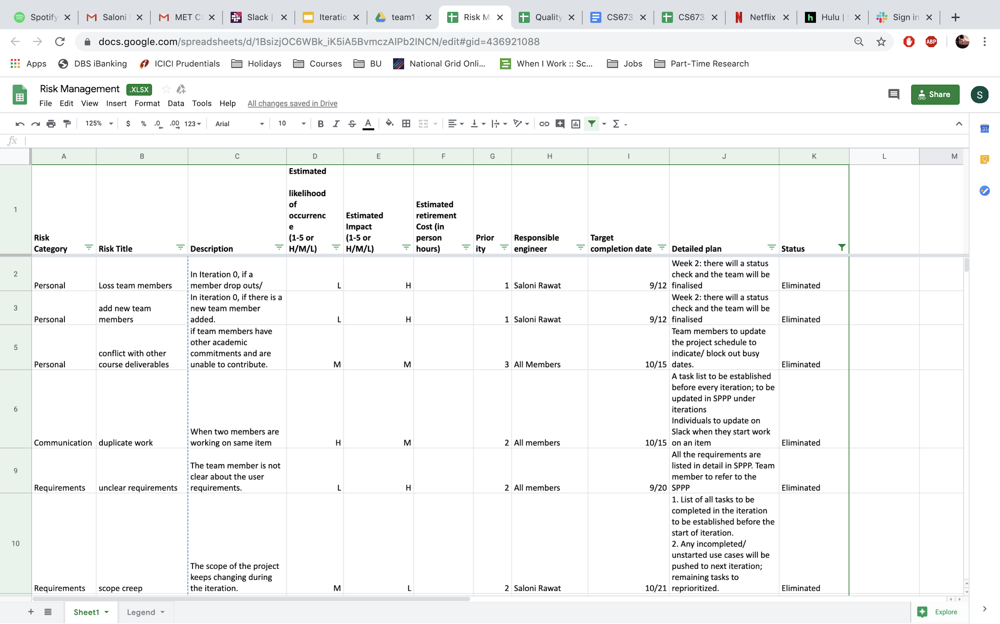 Spotify
Saloni
MET CS
Slack |
Iteratio
team1 -
Risk M
Quality
CS673
CS673
Netflix
Hulu |
Sign in
docs.google.com/spreadsheets/d/1BsizjOC6WBk_iK5iA5BvmczAlPb2INCN/edit#gid=436921088
ABP
Apps
DBS iBanking
ICICI Prudentials
Holidays
Courses
BU
National Grid Onli...
When I Work :: Sc...
Jobs
Part-Time Research
Risk Management
.XLSX
File Edit View Insert Format Data Tools Help
All changes saved in Drive
Share
S
125%
$ % .0 .00 123
Arial
10
B I S A
Σ
31
fx
A B C D E F G H I J K L M
1
Risk
Category
Risk Title
Description
Estimated
likelihood
of
occurrenc
e
(1-5 or
H/M/L)
Estimated
Impact
(1-5 or
H/M/L)
Estimated
retirement
Cost (in
person
hours)
Prior
ity
Responsible
engineer
Target
completion date
Detailed plan
Status
2
Personal
Loss team members
In Iteration 0, if a
member drop outs/
L
H
1
Saloni Rawat
9/12
Week 2: there will a status
check and the team will be
finalised
Eliminated
3
Personal
add new team
members
In iteration 0, if there is a
new team member
added.
L
H
1
Saloni Rawat
9/12
Week 2: there will a status
check and the team will be
finalised
Eliminated
5
Personal
conflict with other
course deliverables
if team members have
other academic
commitments and are
unable to contribute.
M
M
3
All Members
10/15
Team members to update
the project schedule to
indicate/ block out busy
dates.
Eliminated
6
Communication
duplicate work
When two members are
working on same item
H
M
2
All members
10/15
A task list to be established
before every iteration; to be
updated in SPPP under
iterations
Individuals to update on
Slack when they start work
on an item
Eliminated
9
Requirements
unclear requirements
The team member is not
clear about the user
requirements.
L
H
2
All members
9/20
All the requirements are
listed in detail in SPPP. Team
member to refer to the
SPPP
Eliminated
10
Requirements
scope creep
The scope of the project
keeps changing during
the iteration.
M
L
2
Saloni Rawat
10/21
1. List of all tasks to be
completed in the iteration
to be established before the
start of iteration.
2. Any incompleted/
unstarted use cases will be
pushed to next iteration;
remaining tasks to
reprioritized.
Eliminated
Sheet1
Legend
Explore